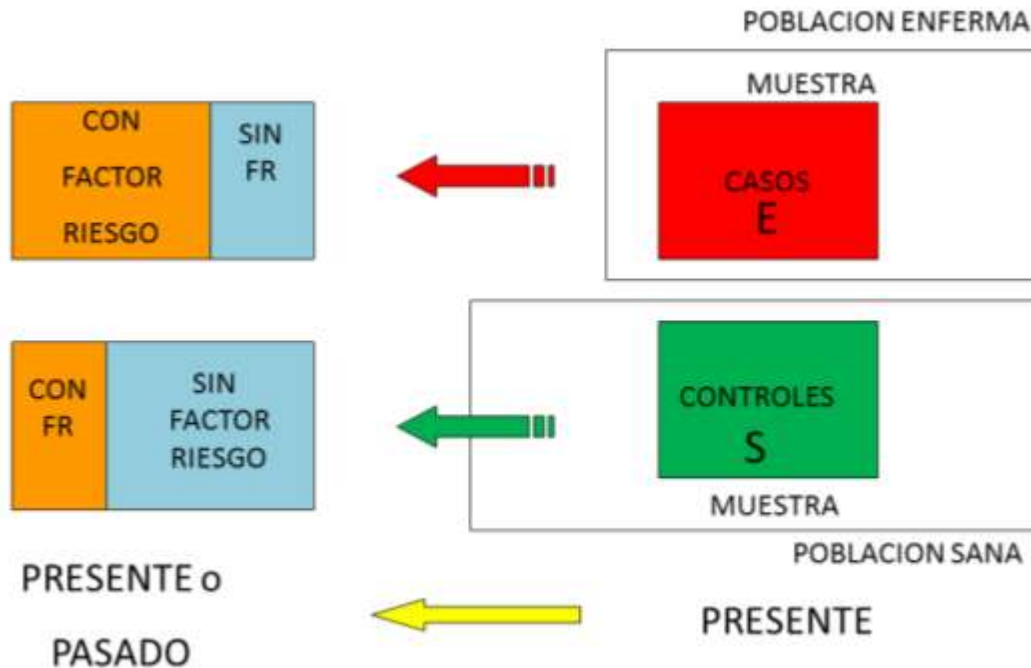 POBLACION ENFERMA
MUESTRA
CON
FACTOR
RIESGO
SIN
FR
CASOS
E
CON
FR
SIN
FACTOR
RIESGO
CONTROLES
S
MUESTRA
POBLACION SANA
PRESENTE o
PASADO
PRESENTE